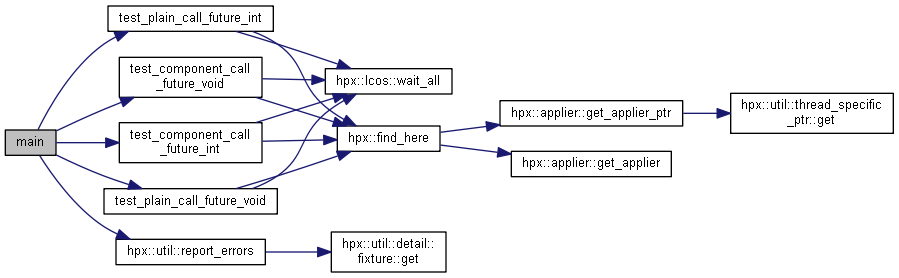 main
test_plain_call_future_int
test_component_call
_future_void
test_component_call
_future_int
test_plain_call_future_void
hpx::util::report_errors
hpx::lcos::wait_all
hpx::find_here
hpx::util::detail::
fixture::get
hpx::applier::get_applier_ptr
hpx::applier::get_applier
hpx::util::thread_specific
_ptr::get